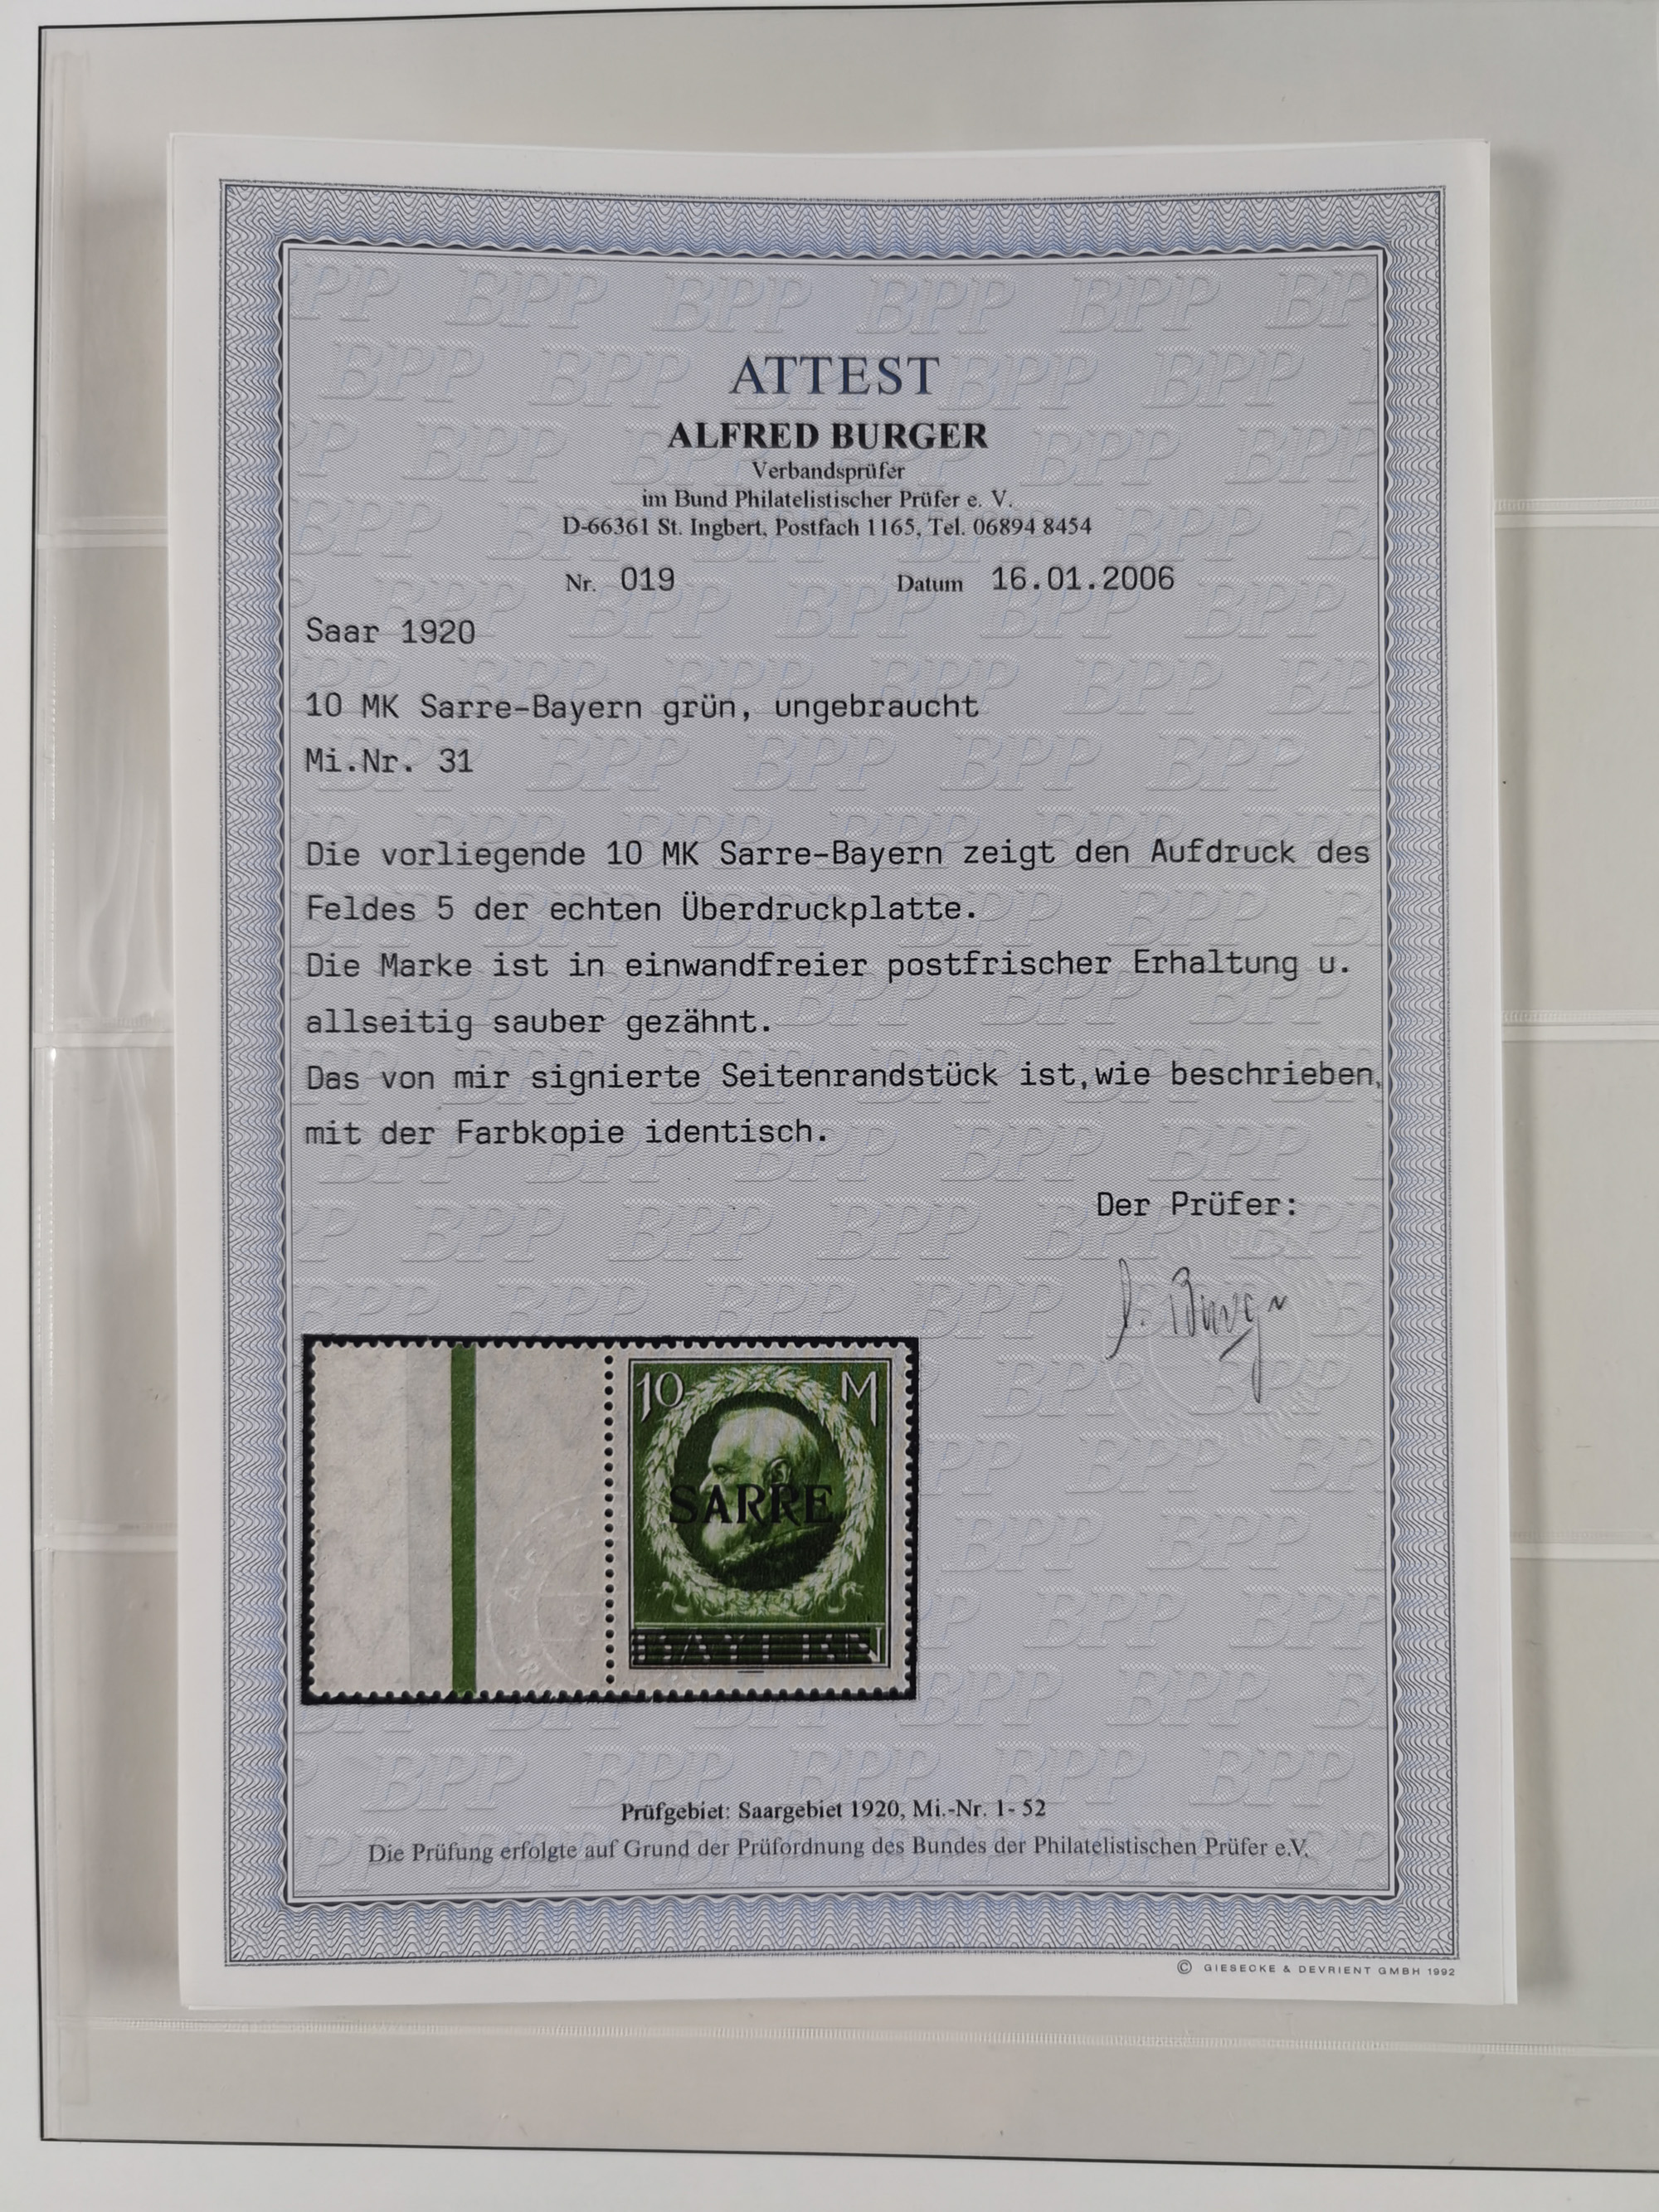 ATTEST
ALFRED BURGER
Verbandsprüfer
im Bund Philatelistischer Prüfer e. V.
D-66361 St. Ingbert, Postfach 1165, Tel. 06894 8454
Nr. 019 Datum 16.01.2006
Saar 1920
10 MK Sarre-Bayern grün, ungebraucht
Mi.Nr. 31
Die vorliegende 10 MK Sarre-Bayern zeigt den Aufdruck des
Feldes 5 der echten Überdruckplatte.
Die Marke ist in einwandfreier postfrischer Erhaltung u.
allseitig sauber gezähnt.
Das von mir signierte Seitenrandstück ist,wie beschrieben,
mit der Farbkopie identisch.
Der Prüfer:
10 M
SARRE
BAYERN
Prüfgebiet: Saargebiet 1920, Mi.-Nr. 1- 52
Die Prüfung erfolgte auf Grund der Prüfordnung des Bundes der Philatelistischen Prüfer e.V.
© GIESECKE & DEVRIENT GMBH 1992